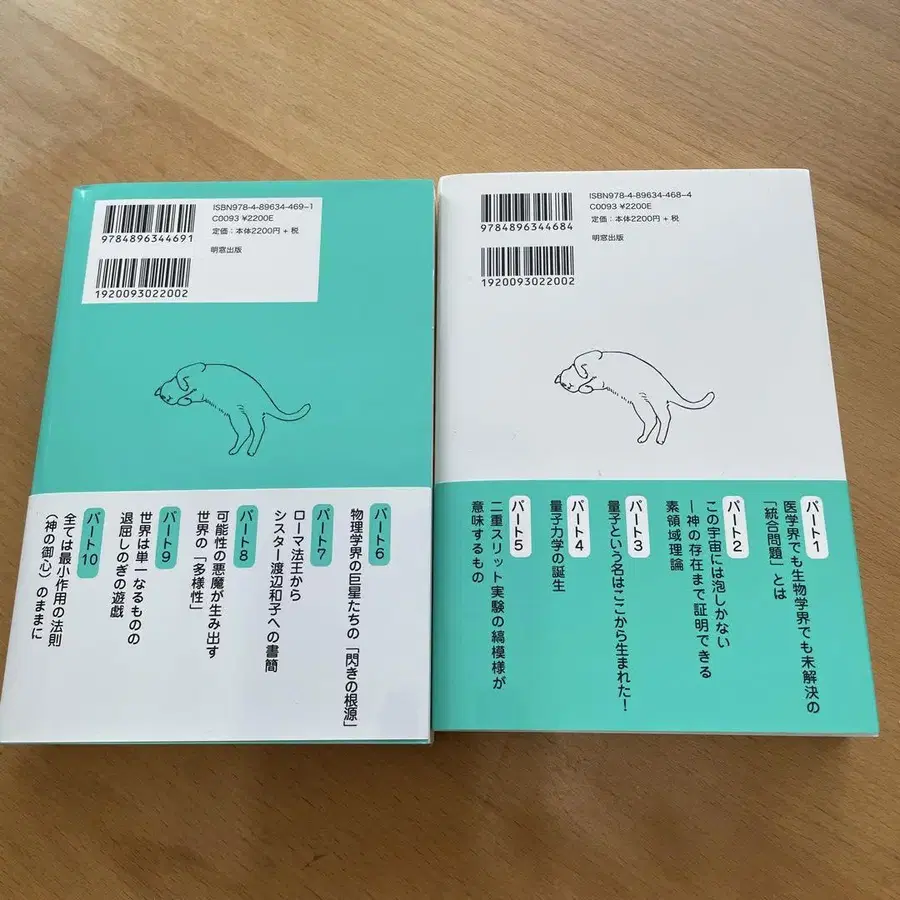 ISBN978-4-89634-469-1
C0093 ¥2200E
定価:本体2200円+税
明窓出版
9784896344691
1920093022002
パート6
物理学界の巨星たちの「閃きの根源」
パート7
ローマ法王から
シスター渡辺和子への書簡
パート8
可能性の悪魔が生み出す
世界の「多様性」
パート9
世界は単一なるものの
退屈しのぎの遊戯
パート10
全ては最小作用の法則
(神の御心)のままに
ISBN978-4-89634-468-4
C0093 ¥2200E
定価:本体2200円+税
明窓出版
9784896344684
1920093022002
パート1
医学界でも生物学界でも未解決の
「統合問題」とは
パート2
この宇宙には泡しかない
―神の存在まで証明できる
素領域理論
パート3
量子という名はここから生まれた!
パート4
量子力学の誕生
パート5
二重スリット実験の縞模様が
意味するもの